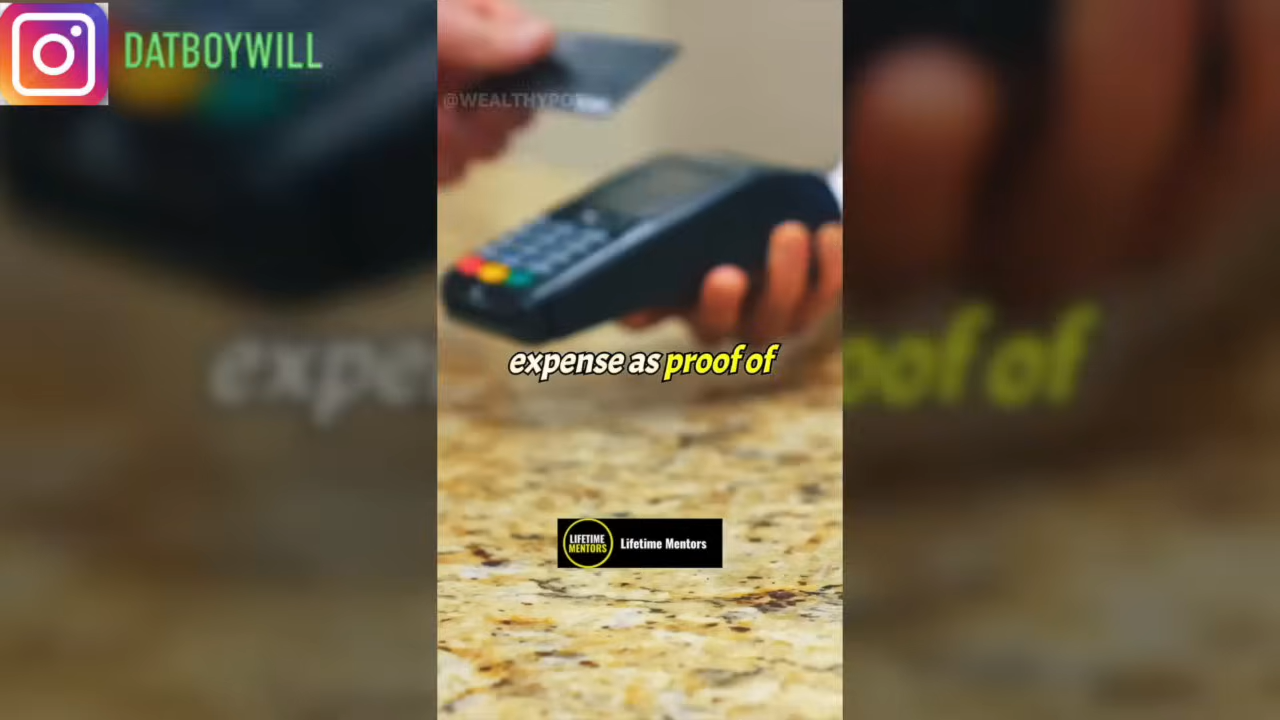 DATBOYWILL
expense as proof of
LIFETIME
MENTORS
Lifetime Mentors